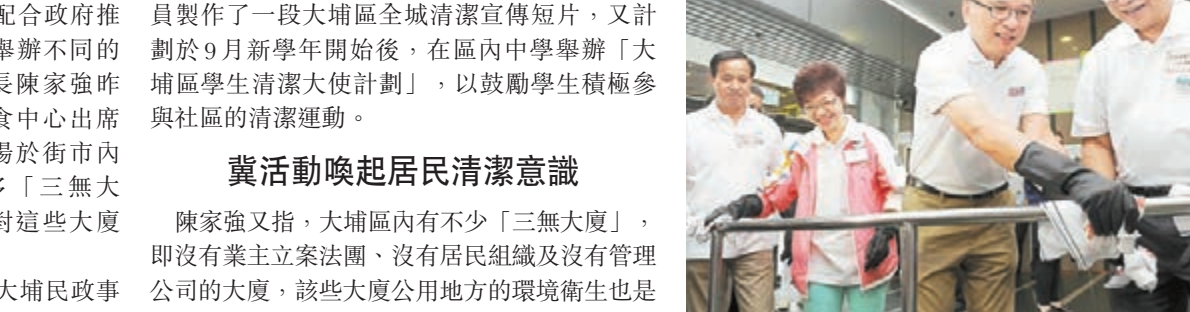 配合政府推
舉辦不同的
長陳家強昨
食中心出席
場於街市內
「三無大
對這些大廈
大埔民政事
員製作了一段大埔區全城清潔宣傳短片，又計
劃於9月新學年開始後，在區內中學舉辦「大
埔區學生清潔大使計劃」，以鼓勵學生積極參
與社區的清潔運動。
冀活動喚起居民清潔意識
陳家強又指，大埔區內有不少「三無大廈」，
即沒有業主立案法團、沒有居民組織及沒有管理
公司的大廈，該些大廈公用地方的環境衛生也是